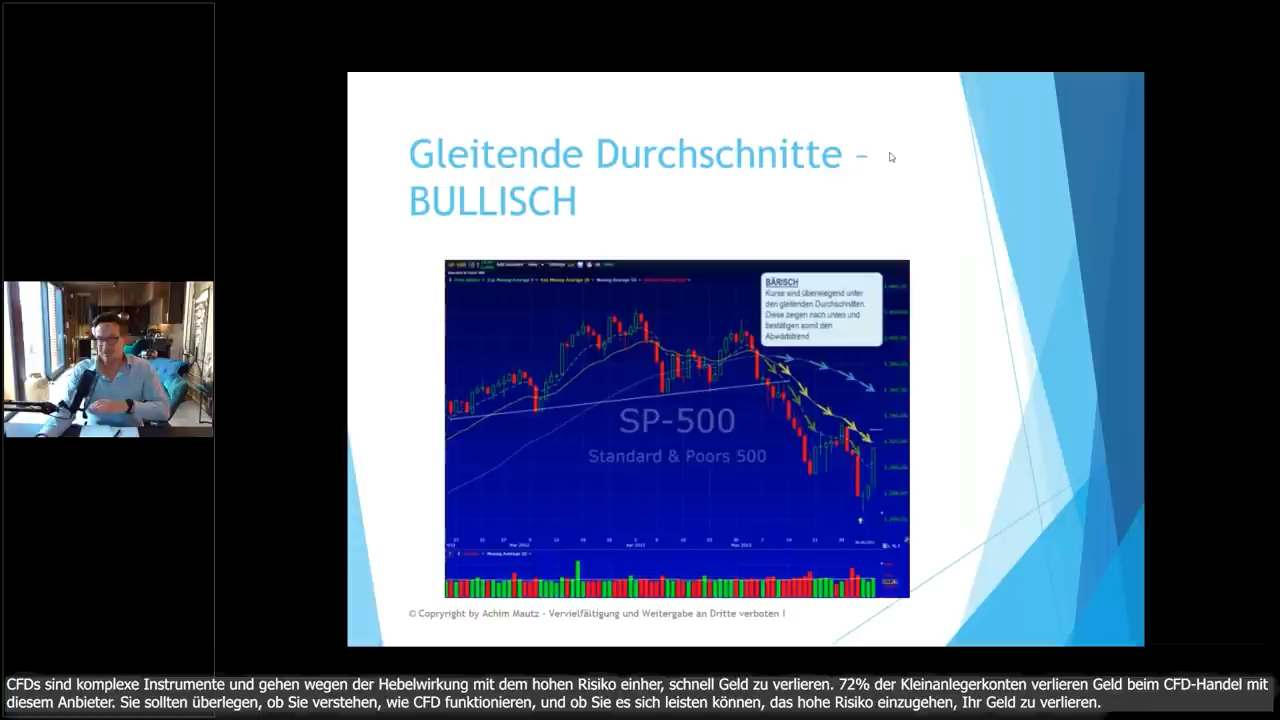 Gleitende Durchschnitte –
BULLISCH
BÄRISCH
Kurse sind überwiegend unter
den gleitenden Durchschnitten.
Diese zeigen nach unten und
bestätigen somit den
Abwärtstrend
SP-500
Standard & Poors 500
© Copryright by Achim Mautz - Vervielfältigung und Weitergabe an Dritte verboten !
CFDs sind komplexe Instrumente und gehen wegen der Hebelwirkung mit dem hohen Risiko einher, schnell Geld zu verlieren. 72% der Kleinanlegerkonten verlieren Geld beim CFD-Handel mit
diesem Anbieter. Sie sollten überlegen, ob Sie verstehen, wie CFD funktionieren, und ob Sie es sich leisten können, das hohe Risiko einzugehen, Ihr Geld zu verlieren.